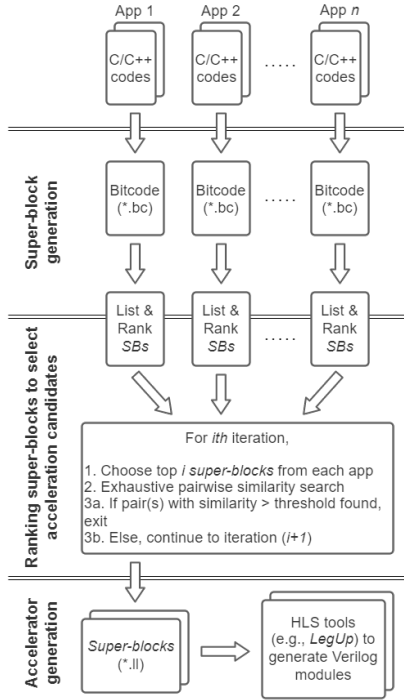 App 1
App 2
App n
C/C++
codes
C/C++
codes
.....
C/C++
codes
Super-block
generation
Bitcode
(*.bc)
Bitcode
(*.bc)
.....
Bitcode
(*.bc)
List &
Rank
SBs
List &
Rank
SBs
.....
List &
Rank
SBs
Ranking super-blocks to select
acceleration candidates
For ith iteration,
1. Choose top i super-blocks from each app
2. Exhaustive pairwise similarity search
3a. If pair(s) with similarity > threshold found,
exit
3b. Else, continue to iteration (i+1)
Accelerator
generation
Super-blocks
(*.ll)
HLS tools
(e.g., LegUp) to
generate Verilog
modules